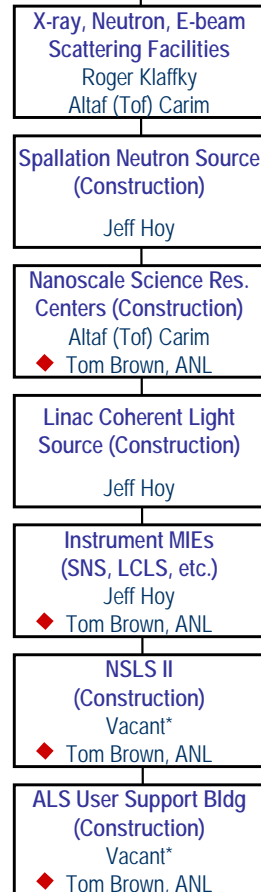 X-ray, Neutron, E-beam
Scattering Facilities
Roger Klaffky
Altaf (Tof) Carim
Spallation Neutron Source
(Construction)
Jeff Hoy
Nanoscale Science Res.
Centers (Construction)
Altaf (Tof) Carim
Tom Brown, ANL
Linac Coherent Light
Source (Construction)
Jeff Hoy
Instrument MIEs
(SNS, LCLS, etc.)
Jeff Hoy
Tom Brown, ANL
NSLS II
(Construction)
Vacant*
Tom Brown, ANL
ALS User Support Bldg
(Construction)
Vacant*
Tom Brown, ANL